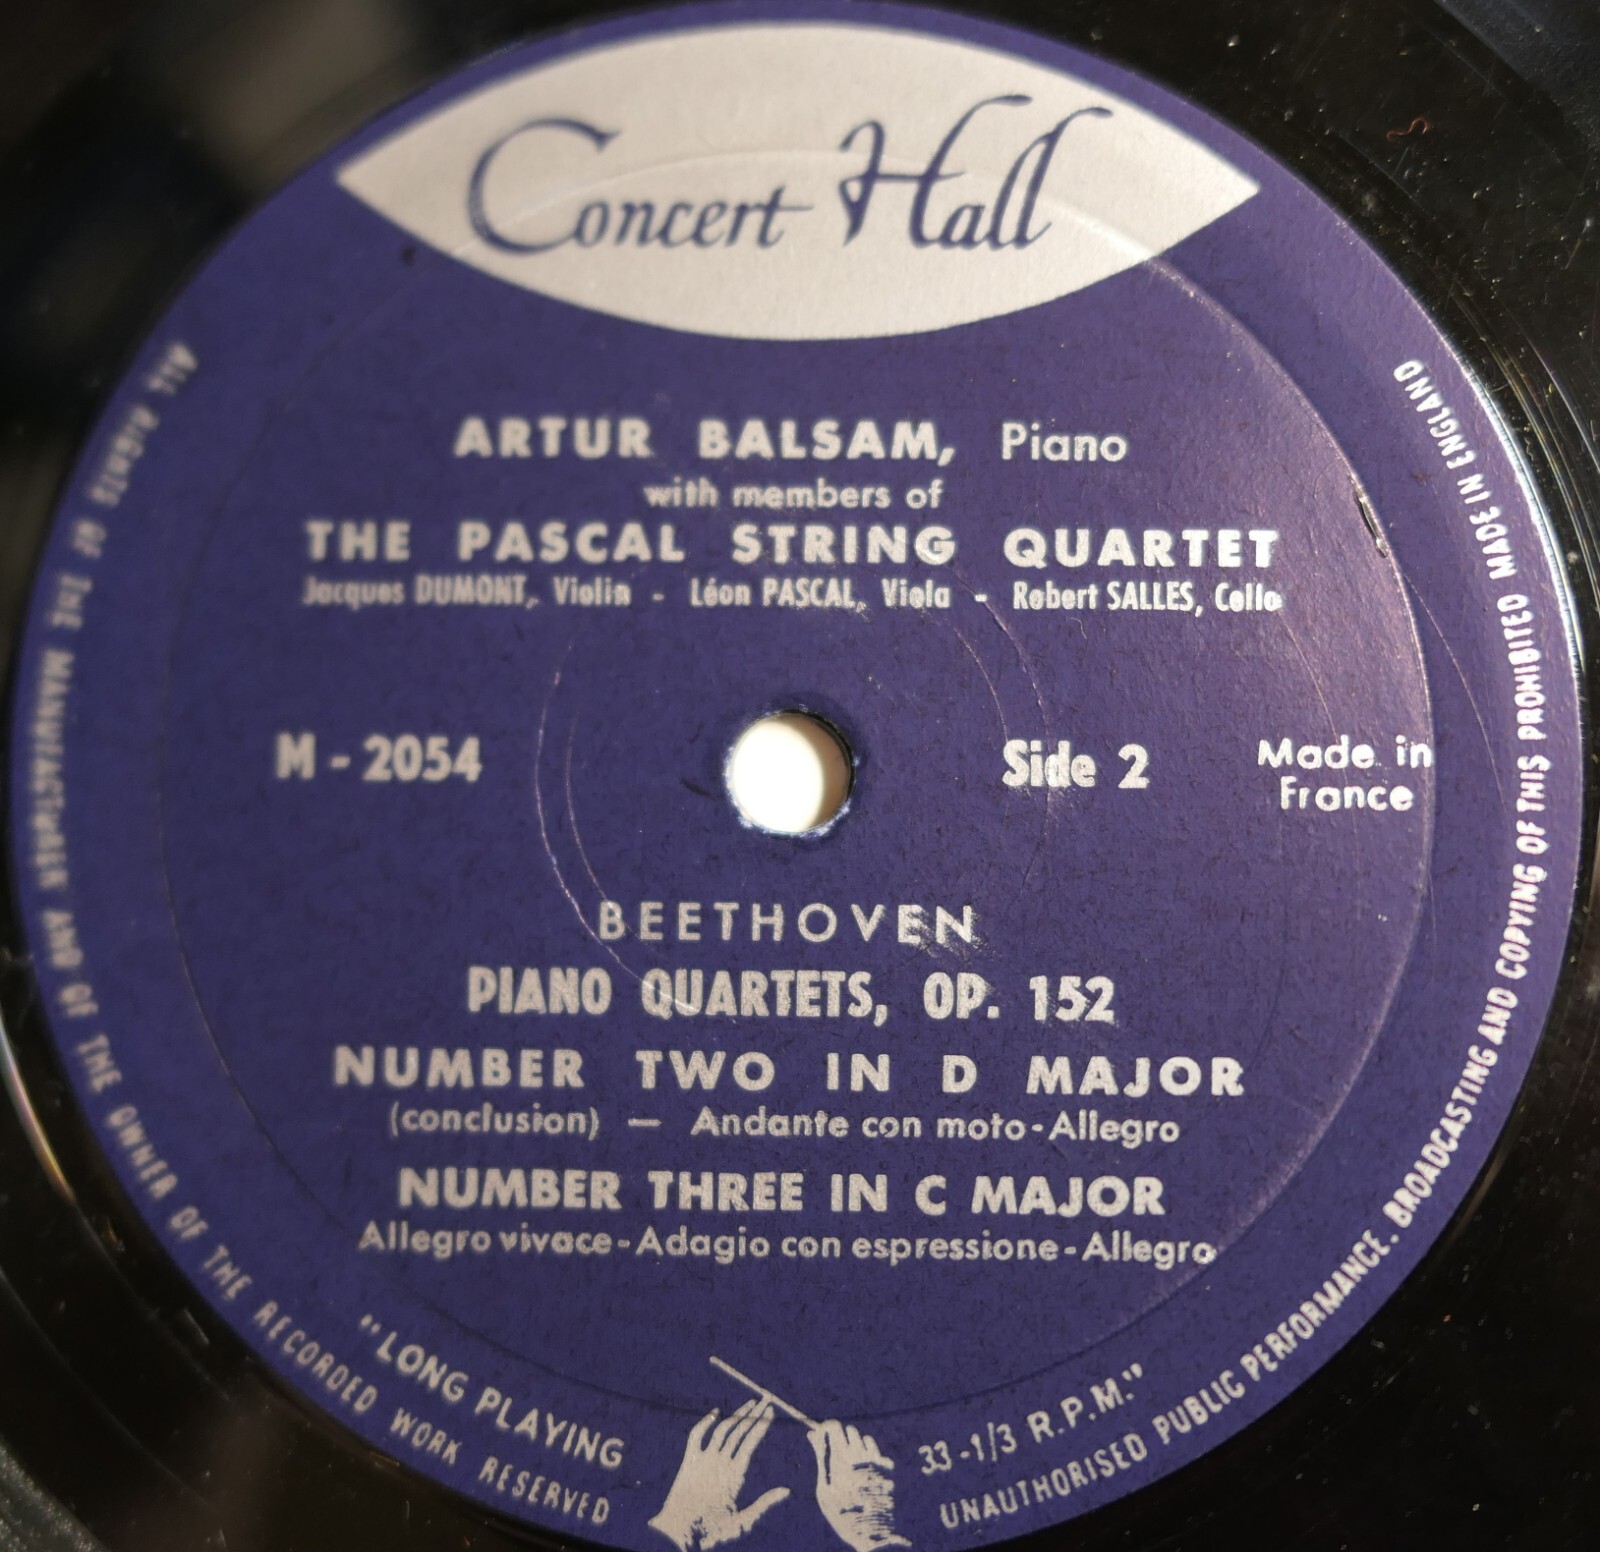 Concert Hall
ARTUR BALSAM, Piano
with members of
THE PASCAL STRING QUARTET
Jacques DUMONT, Violin - Léon PASCAL, Viola - Robert SALLES, Cello
M - 2054
Side 2
Made in
France
BEETHOVEN
PIANO QUARTETS, OP. 152
NUMBER TWO IN D MAJOR
(conclusion) — Andante con moto - Allegro
NUMBER THREE IN C MAJOR
Allegro vivace - Adagio con espressione - Allegro
"LONG PLAYING
33 -1/3 R.P.M."
ALL RIGHTS OF THE MANUFACTURER AND OF THE OWNER OF THE RECORDED WORK RESERVED
UNAUTHORISED PUBLIC PERFORMANCE. BROADCASTING AND COPYING OF THIS PROHIBITED MADE IN ENGLAND